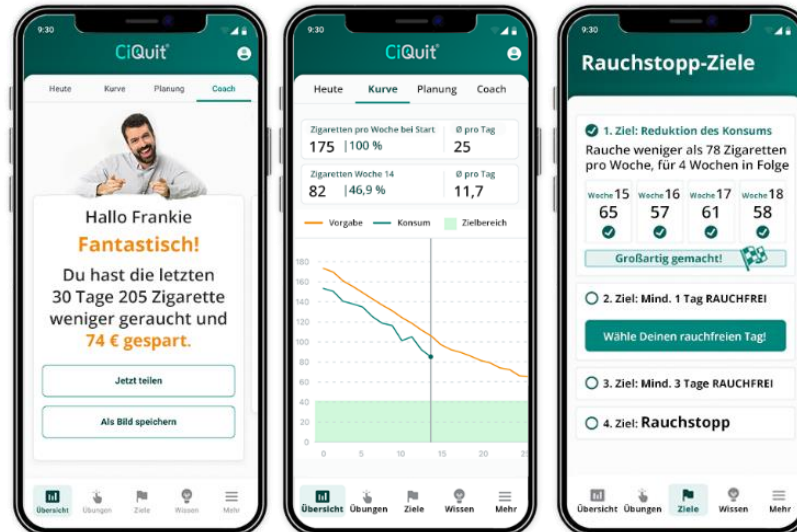 9:30
CiQuit®
Heute Kurve Planung Coach
Hallo Frankie
Fantastisch!
Du hast die letzten
30 Tage 205 Zigarette
weniger geraucht und
74 € gespart.
Jetzt teilen
Als Bild speichern
Übersicht Übungen Ziele Wissen Mehr
9:30
CiQuit®
Heute Kurve Planung Coach
Zigaretten pro Woche bei Start Ø pro Tag
175 |100 % 25
Zigaretten Woche 14 Ø pro Tag
82 |46,9 % 11,7
Vorgabe Konsum Zielbereich
180
160
140
120
100
80
60
40
20
0
0 5 10 15 20 25
Übersicht Übungen Ziele Wissen Mehr
9:30
Rauchstopp-Ziele
1. Ziel: Reduktion des Konsums
Rauche weniger als 78 Zigaretten
pro Woche, für 4 Wochen in Folge
Woche 15 Woche 16 Woche 17 Woche 18
65 57 61 58
Großartig gemacht!
2. Ziel: Mind. 1 Tag RAUCHFREI
Wähle Deinen rauchfreien Tag!
3. Ziel: Mind. 3 Tage RAUCHFREI
4. Ziel: Rauchstopp
Übersicht Übungen Ziele Wissen Mehr